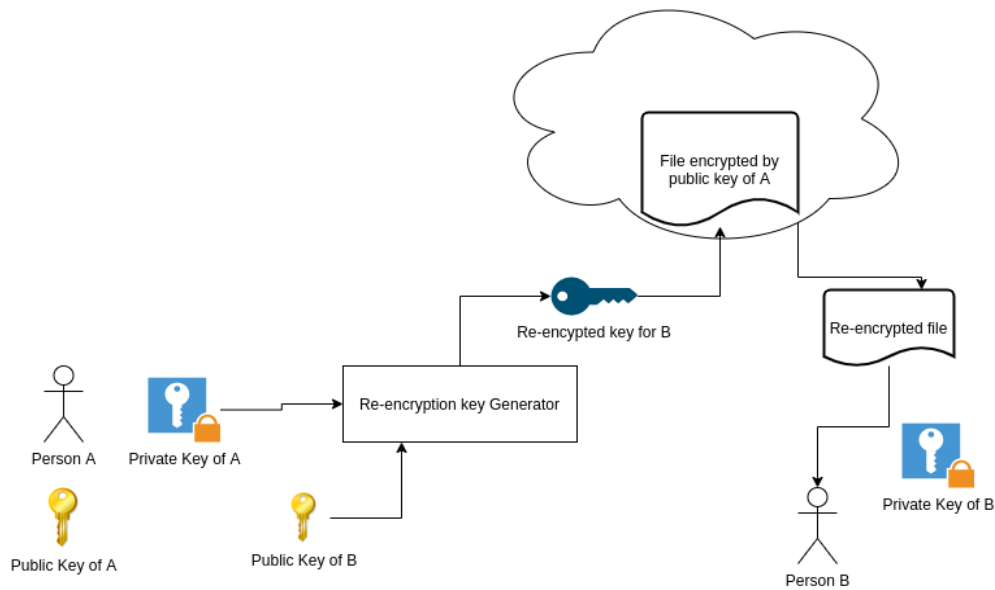 File encrypted by
public key of A
Re-encypted key for B
Re-encrypted file
Re-encryption key Generator
Person A
Private Key of A
Public Key of A
Public Key of B
Private Key of B
Person B